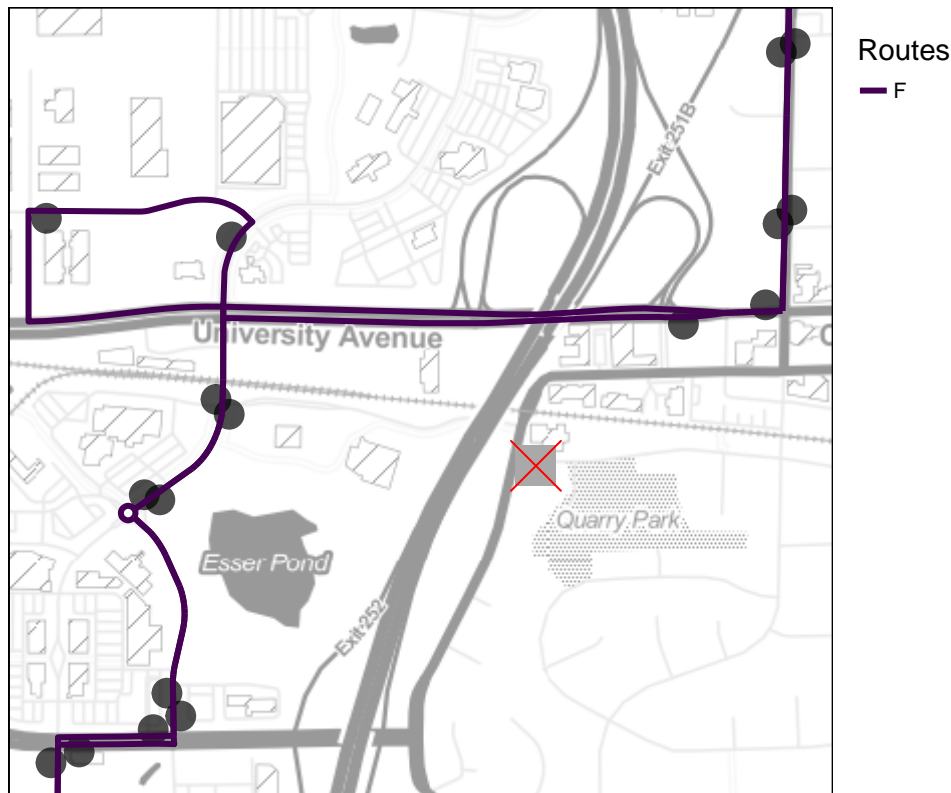 Routes
F
Exit 251B
University Avenue
Quarry Park
Esser Pond
Exit 252